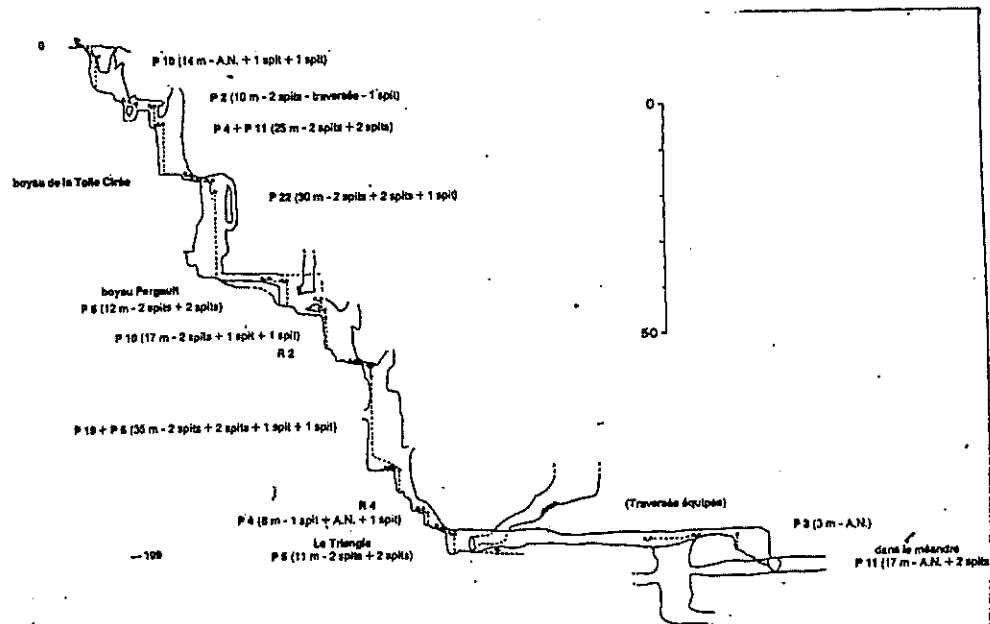 0
P 10 (14 m - A.N. + 1 spit + 1 spit)
P 2 (10 m - 2 spits - traversée - 1 spit)
P 4 + P 11 (25 m - 2 spits + 2 spits)
boyau de la Toile Cirée
P 22 (30 m - 2 spits + 2 spits + 1 spit)
0
50
boyau Pergault
P 6 (12 m - 2 spits + 2 spits)
P 10 (17 m - 2 spits + 1 spit + 1 spit)
R 2
P 19 + P 6 (35 m - 2 spits + 2 spits + 1 spit + 1 spit)
R 4
P 4 (8 m - 1 spit + A.N. + 1 spit)
Le Triangle
P 5 (11 m - 2 spits + 2 spits)
(Traversée équipée)
P 3 (3 m - A.N.)
dans le méandre
P 11 (17 m - A.N. + 2 spits